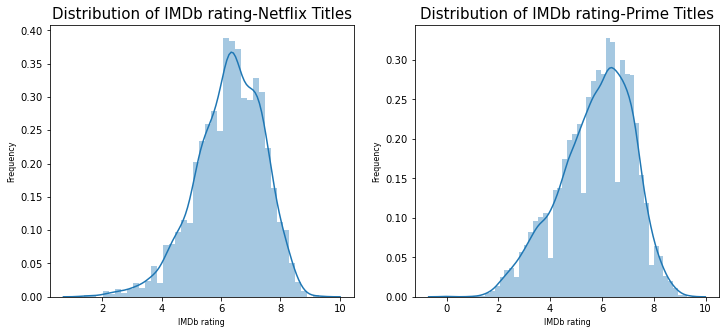 Distribution of IMDb rating-Netflix Titles
0.40
0.35
0.30
0.25
0.20
0.15
0.10
0.05
0.00
Frequency
2 4 6 8 10
IMDb rating
Distribution of IMDb rating-Prime Titles
0.30
0.25
0.20
0.15
0.10
0.05
0.00
Frequency
0 2 4 6 8 10
IMDb rating